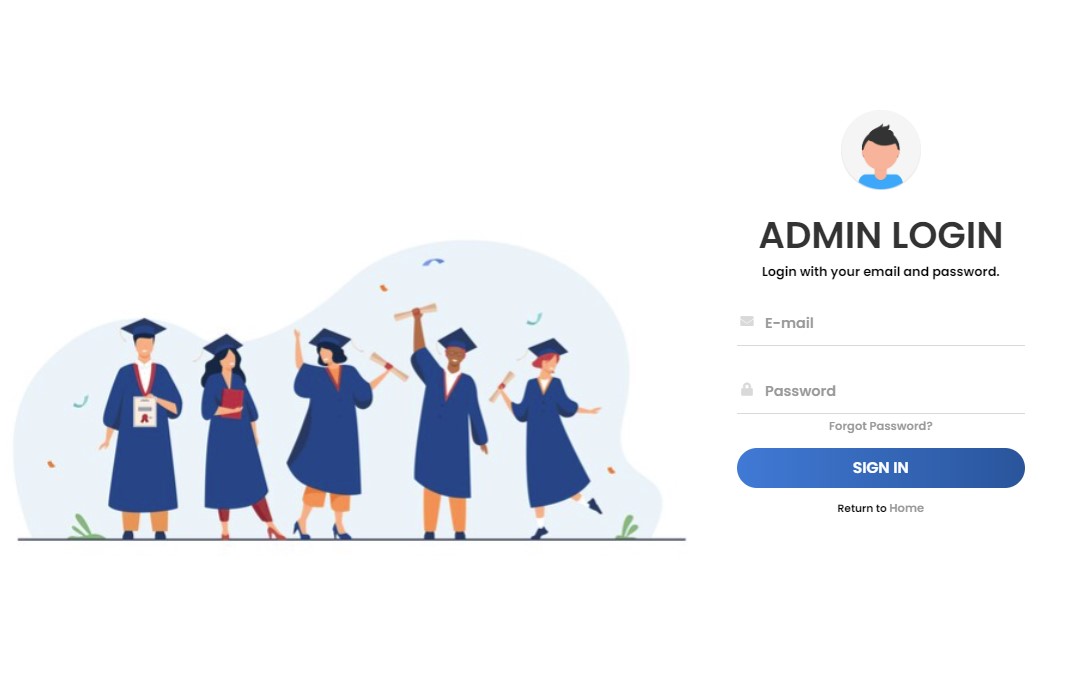 ADMIN LOGIN
Login with your email and password.
E-mail
Password
Forgot Password?
SIGN IN
Return to Home